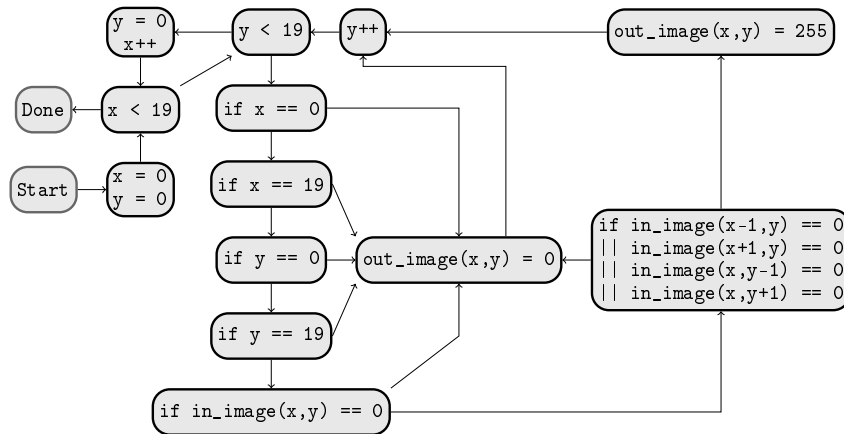 y = 0
x++
y < 19
y++
out_image(x,y) = 255
Done
x < 19
if x == 0
Start
x = 0
y = 0
if x == 19
if y == 0
out_image(x,y) = 0
if in_image(x-1,y) == 0
|| in_image(x+1,y) == 0
|| in_image(x,y-1) == 0
|| in_image(x,y+1) == 0
if y == 19
if in_image(x,y) == 0